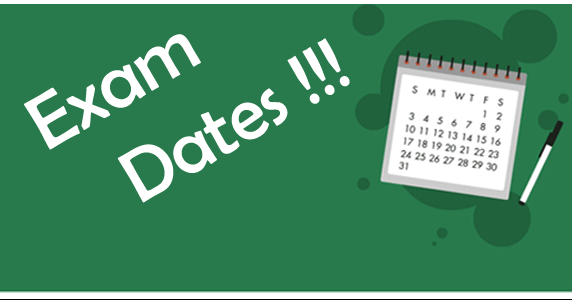 Exam
Dates !!!
S M T W T F S
1 2
3 4 5 6 7 8 9
10 11 12 13 14 15 16
17 18 19 20 21 22 23
24 25 26 27 28 29 30
31